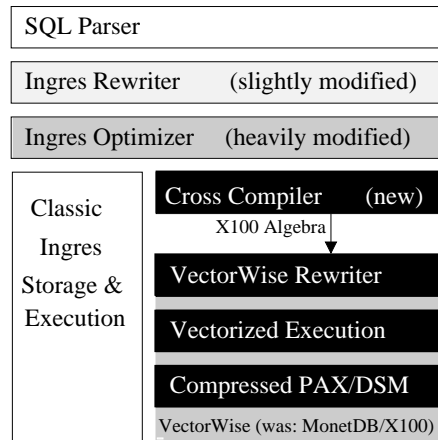 SQL Parser
Ingres Rewriter (slightly modified)
Ingres Optimizer (heavily modified)
Classic
Ingres
Storage &
Execution
Cross Compiler (new)
X100 Algebra
VectorWise Rewriter
Vectorized Execution
Compressed PAX/DSM
VectorWise (was: MonetDB/X100)